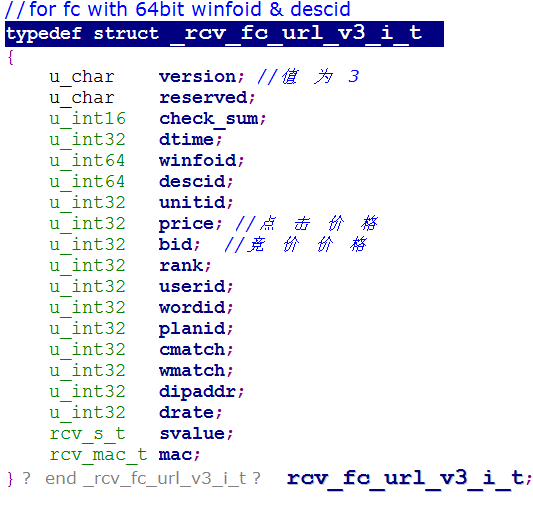 //for fc with 64bit winfoid & descid
typedef struct _rcv_fc_url_v3_i_t
{
u_char version; //值 为 3
u_char reserved;
u_int16 check_sum;
u_int32 dtime;
u_int64 winfoid;
u_int64 descid;
u_int32 unitid;
u_int32 price; //点 击 价 格
u_int32 bid; //竞 价 价 格
u_int32 rank;
u_int32 userid;
u_int32 wordid;
u_int32 planid;
u_int32 cmatch;
u_int32 wmatch;
u_int32 dipaddr;
u_int32 drate;
rcv_s_t svalue;
rcv_mac_t mac;
} ? end _rcv_fc_url_v3_i_t ? rcv_fc_url_v3_i_t;